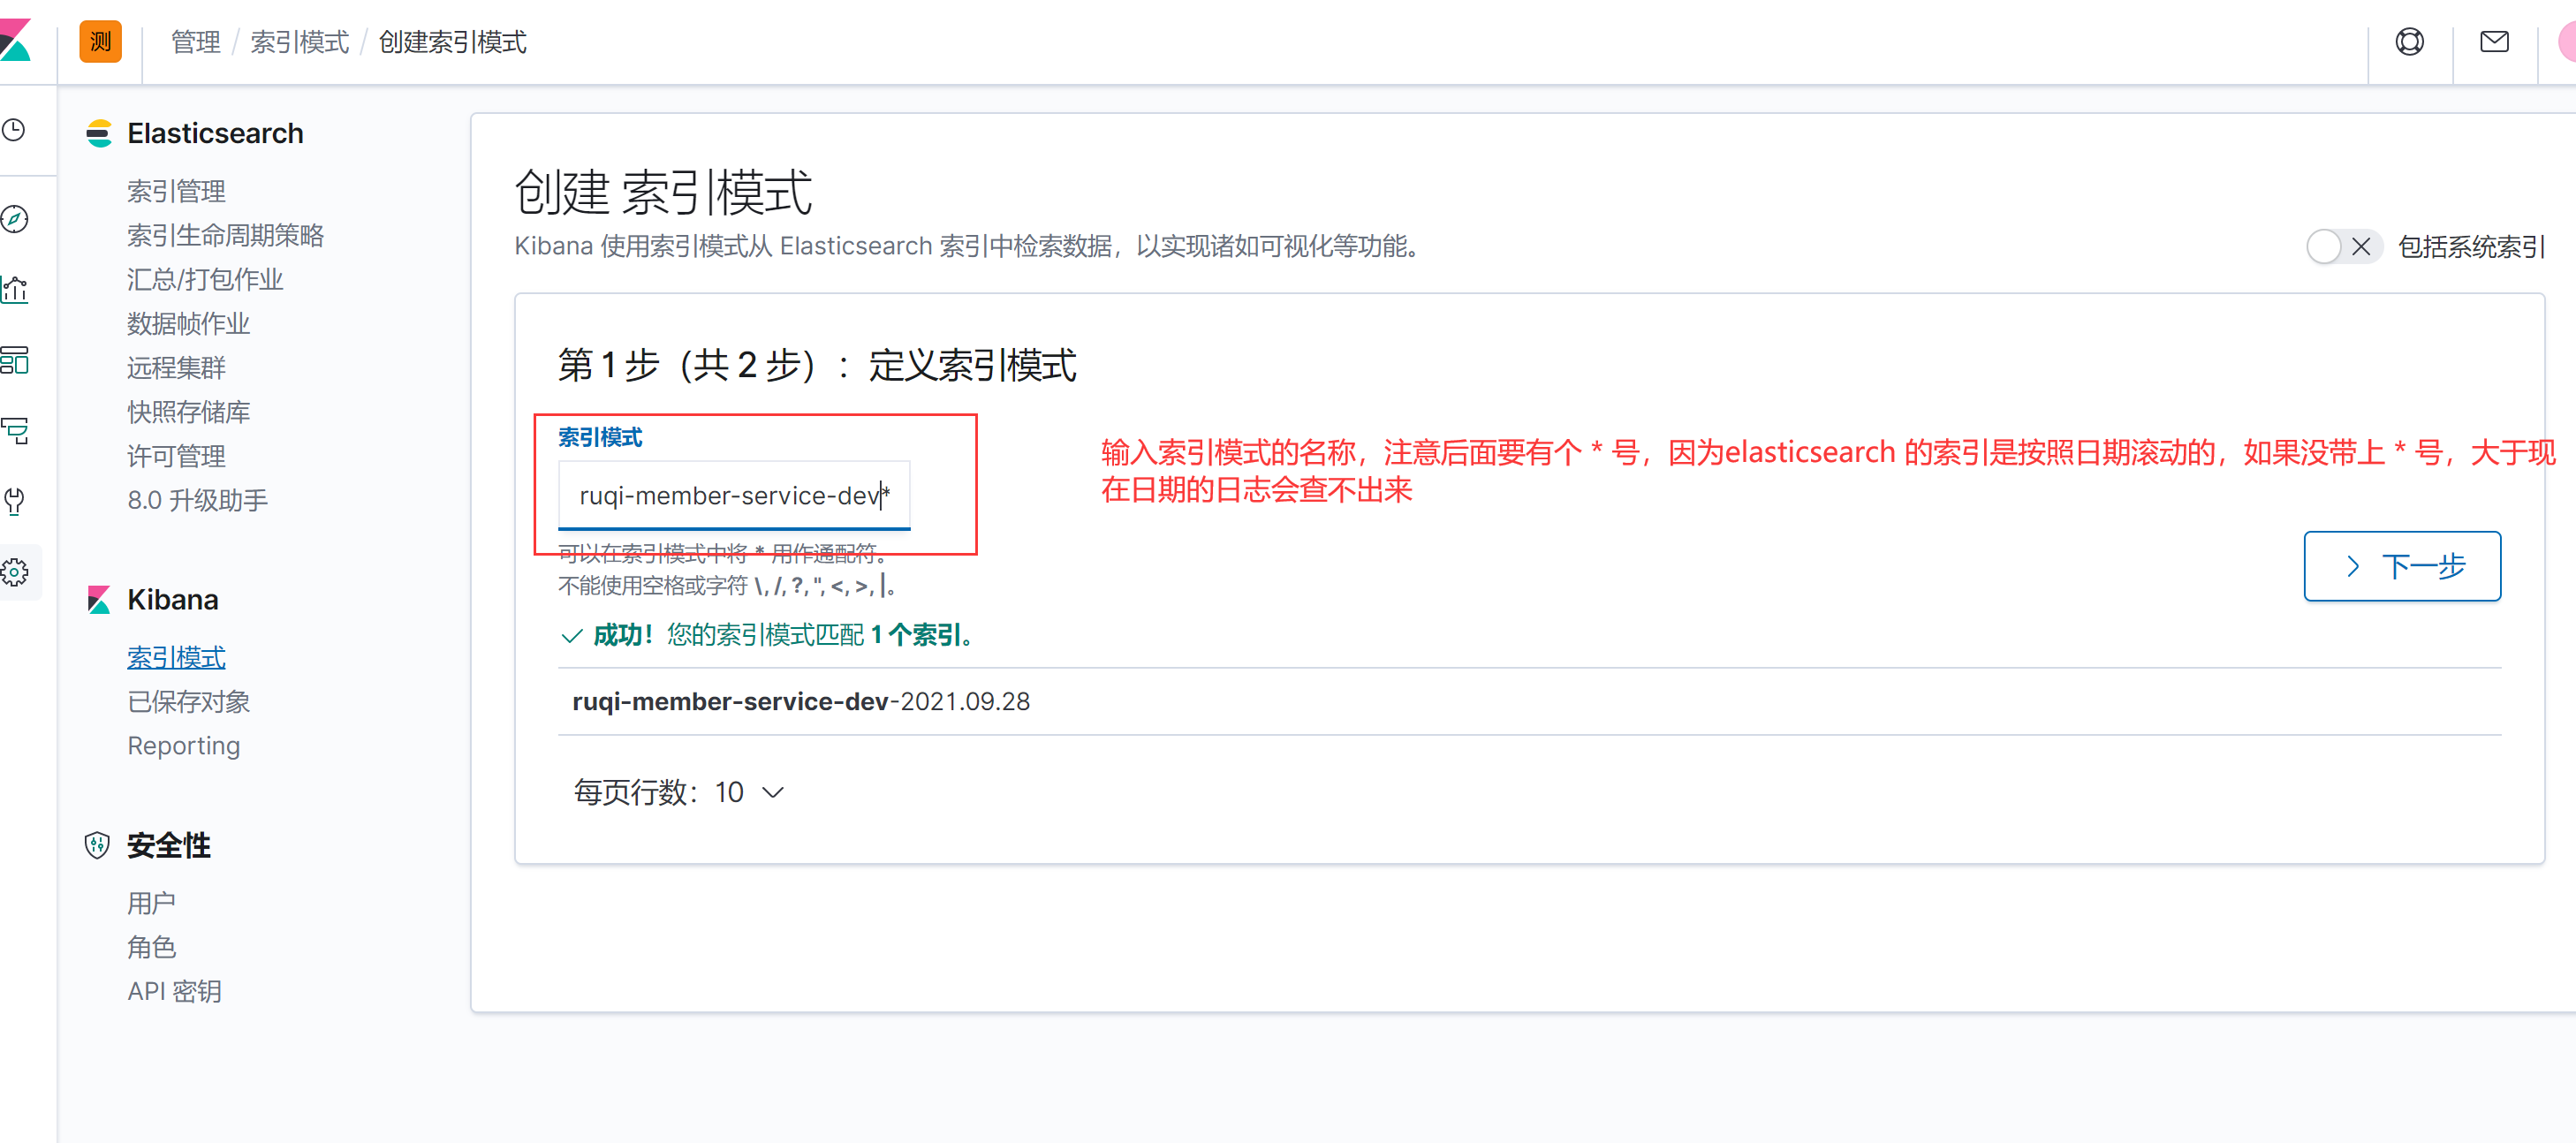 测
管理 / 索引模式 / 创建索引模式
Elasticsearch
索引管理
索引生命周期策略
汇总/打包作业
数据帧作业
远程集群
快照存储库
许可管理
8.0 升级助手
Kibana
索引模式
已保存对象
Reporting
安全性
用户
角色
API 密钥
创建 索引模式
Kibana 使用索引模式从 Elasticsearch 索引中检索数据，以实现诸如可视化等功能。
包括系统索引
第 1 步（共 2 步）：定义索引模式
索引模式
ruqi-member-service-dev*
输入索引模式的名称，注意后面要有个 * 号，因为elasticsearch 的索引是按照日期滚动的，如果没带上 * 号，大于现
在日期的日志会查不出来
可以在索引模式中将 * 用作通配符。
不能使用空格或字符 \, /, ?, ", <, >, |。
下一步
成功！您的索引模式匹配 1 个索引。
ruqi-member-service-dev-2021.09.28
每页行数：10